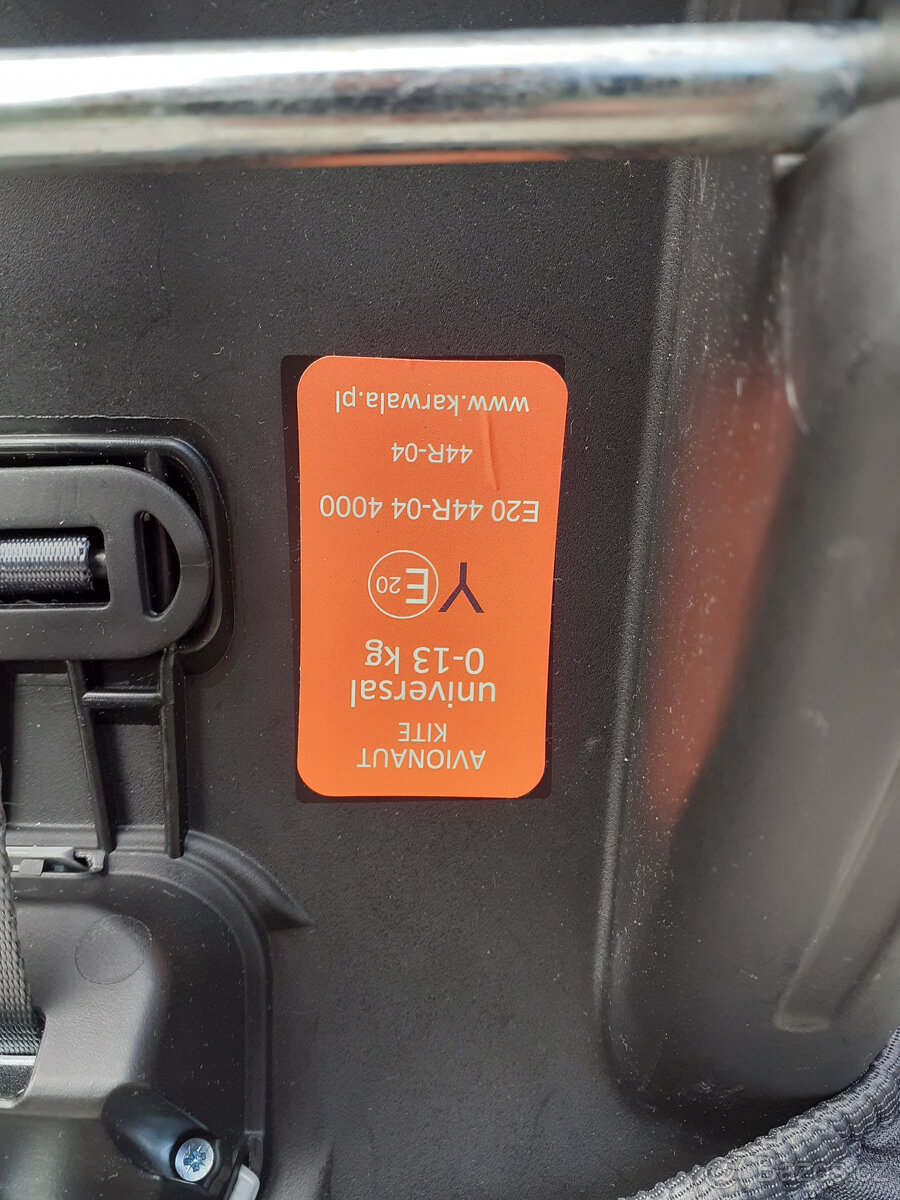 AVIONAUT
KITE
universal
0-13 kg
Y E 20
E20 44R-04 4000
44R-04
www.karwala.pl